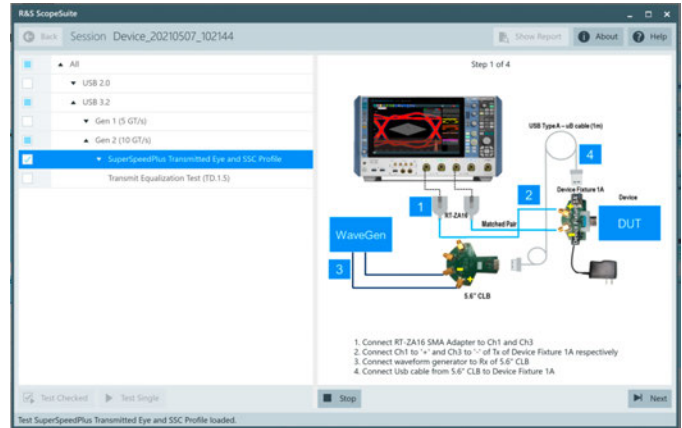 R&S ScopeSuite
Back Session Device_20210507_102144
Show Report About Help
All
USB 2.0
USB 3.2
Gen 1 (5 GT/s)
Gen 2 (10 GT/s)
SuperSpeedPlus Transmitted Eye and SSC Profile
Transmit Equalization Test (TD.1.5)
Step 1 of 4
USB Type A – uB cable (1m)
4
Device Fixture 1A
Device
2
1
RT-ZA16
Matched Pair
DUT
WaveGen
3
5.6" CLB
1. Connect RT-ZA16 SMA Adapter to Ch1 and Ch3
2. Connect Ch1 to '+' and Ch3 to '-' of Tx of Device Fixture 1A respectively
3. Connect waveform generator to Rx of 5.6" CLB
4. Connect Usb cable from 5.6" CLB to Device Fixture 1A
Test Checked Test Single
Stop Next
Test SuperSpeedPlus Transmitted Eye and SSC Profile loaded.